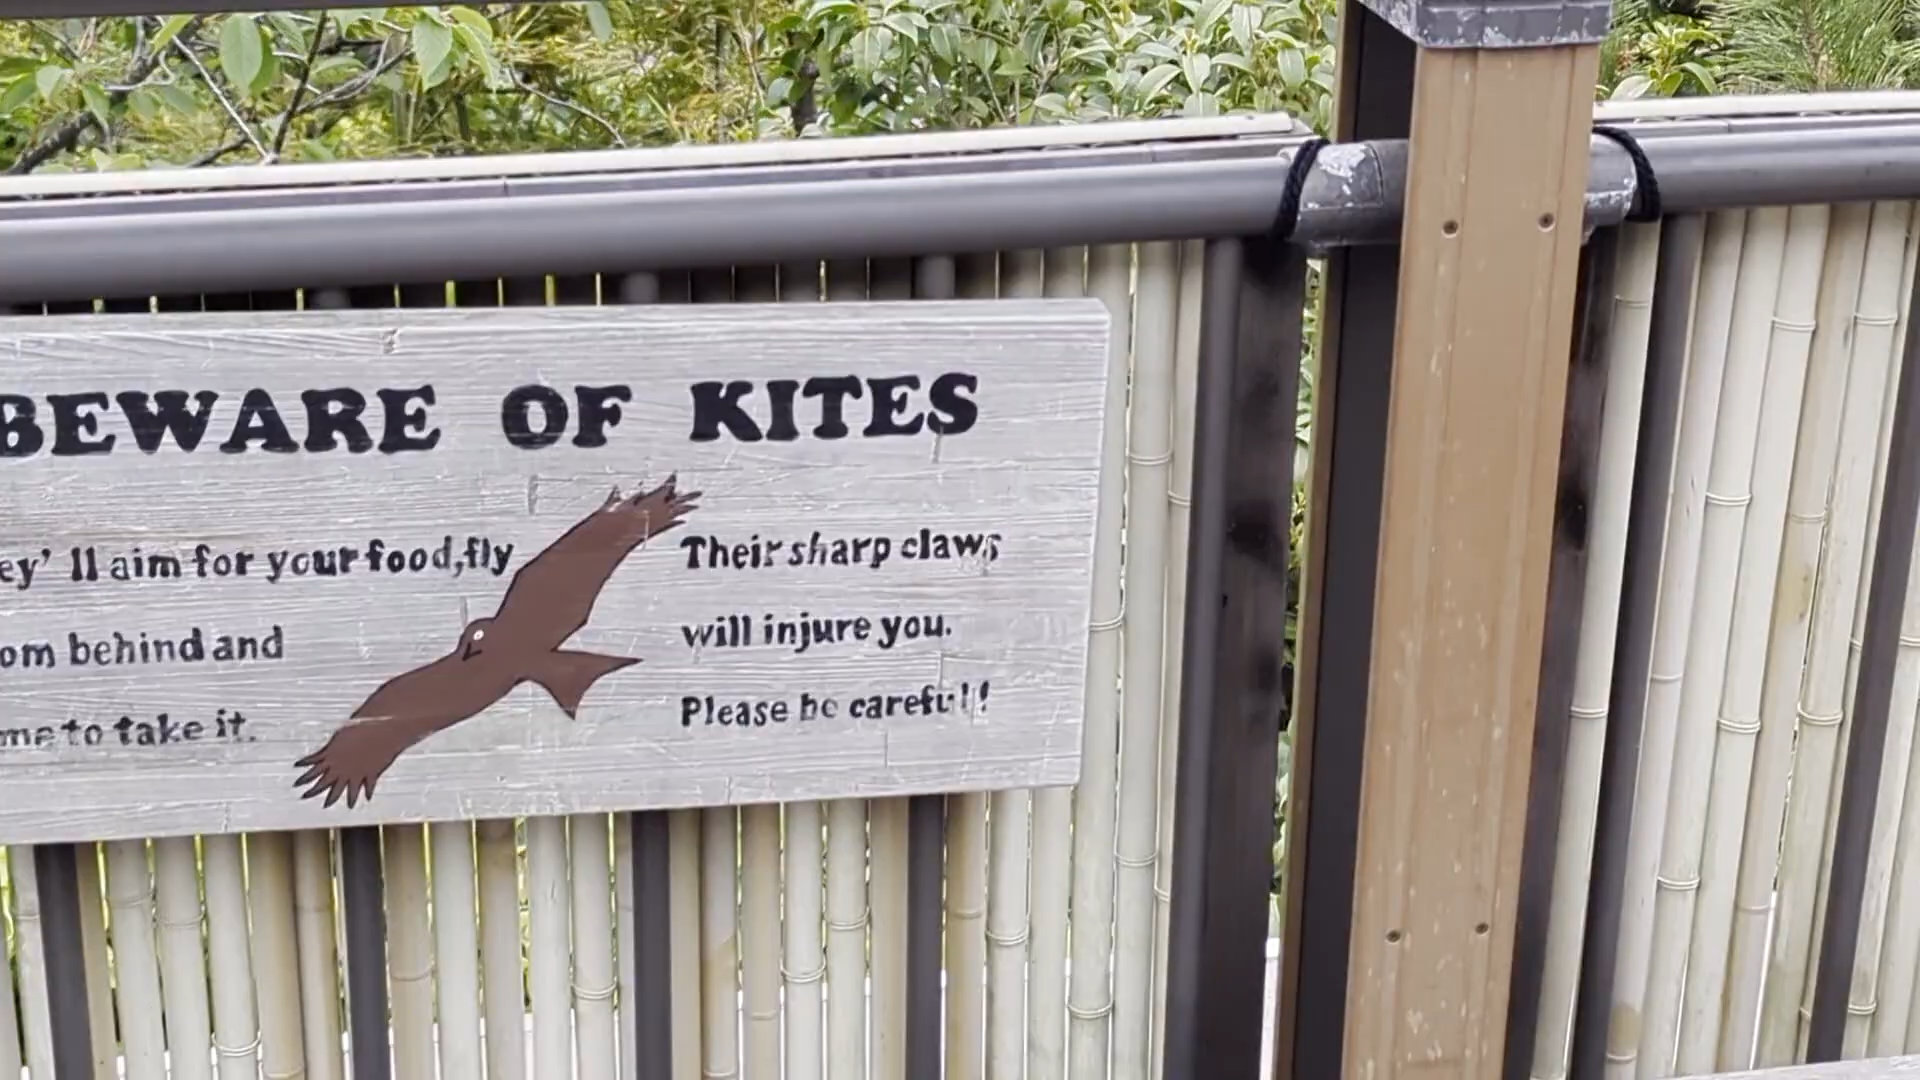 BEWARE OF KITES
ey' ll aim for your food,fly
om behind and
me to take it.
Their sharp claws
will injure you.
Please be careful!